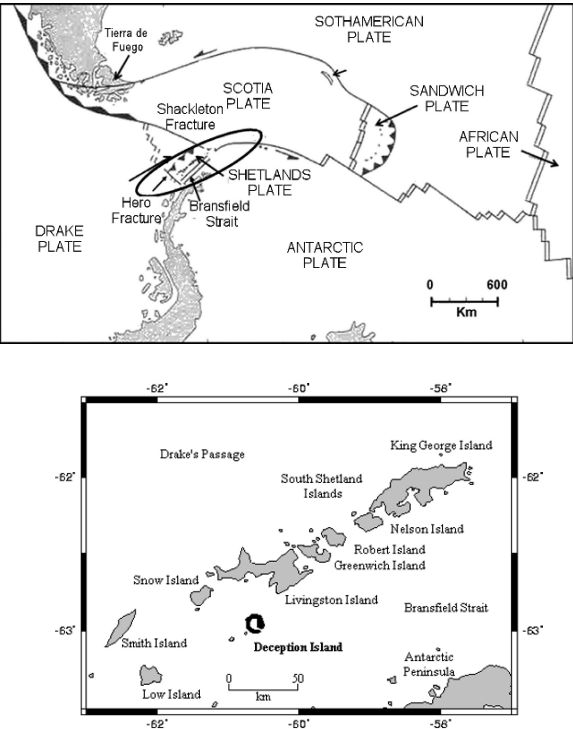 Tierra de
Fuego
SOTHAMERICAN
PLATE
SCOTIA
PLATE
SANDWICH
PLATE
Shackleton
Fracture
AFRICAN
PLATE
SHETLANDS
PLATE
Hero
Fracture
Bransfield
Strait
DRAKE
PLATE
ANTARCTIC
PLATE
0 600
Km
-62° -60° -58°
King George Island
Drake's Passage
-62° -62°
South Shetland
Islands
Nelson Island
Robert Island
Greenwich Island
Snow Island
Livingston Island
Bransfield Strait
-63° -63°
Smith Island
Deception Island
Antarctic
Peninsula
0 50
km
Low Island
-62° -60° -58°